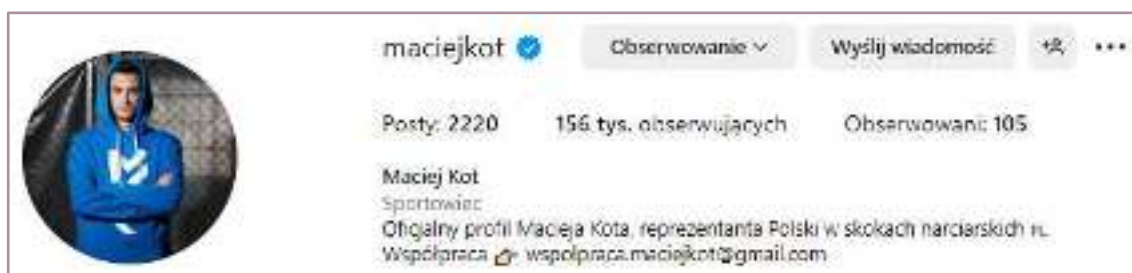 maciejkot Obserwowanie Wyślij wiadomość
Posty: 2220 156 tys. obserwujących Obserwowani: 105
Maciej Kot
Sportowiec
Oficjalny profil Macieja Kota, reprezentanta Polski w skokach narciarskich PL
Współpraca wspolpraca.maciejkot@gmail.com